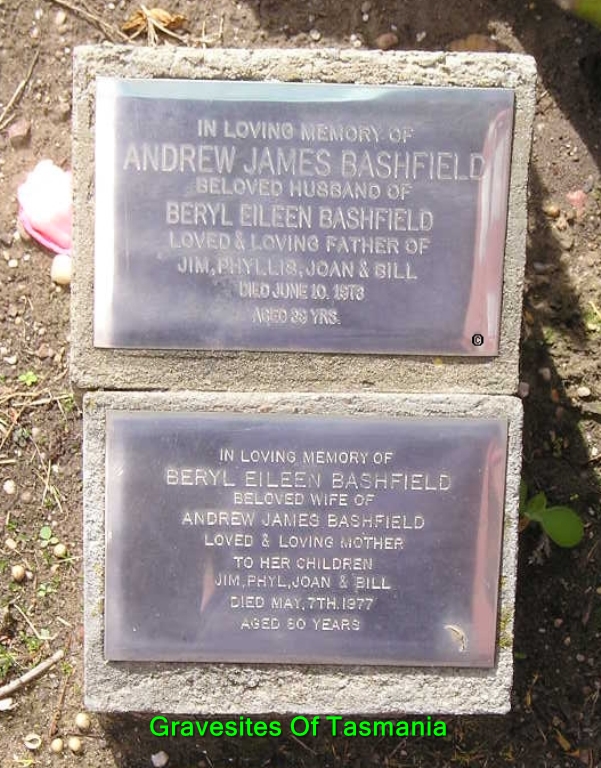 IN LOVING MEMORY OF
ANDREW JAMES BASHFIELD
BELOVED HUSBAND OF
BERYL EILEEN BASHFIELD
LOVED & LOVING FATHER OF
JIM, PHYLLIS, JOAN & BILL
DIED JUNE 10. 1973
AGED YRS.
©
IN LOVING MEMORY OF
BERYL EILEEN BASHFIELD
BELOVED WIFE OF
ANDREW JAMES BASHFIELD
LOVED & LOVING MOTHER
TO HER CHILDREN
JIM, PHYL, JOAN & BILL
DIED MAY, 7TH. 1977
AGED 80 YEARS
Gravesites Of Tasmania